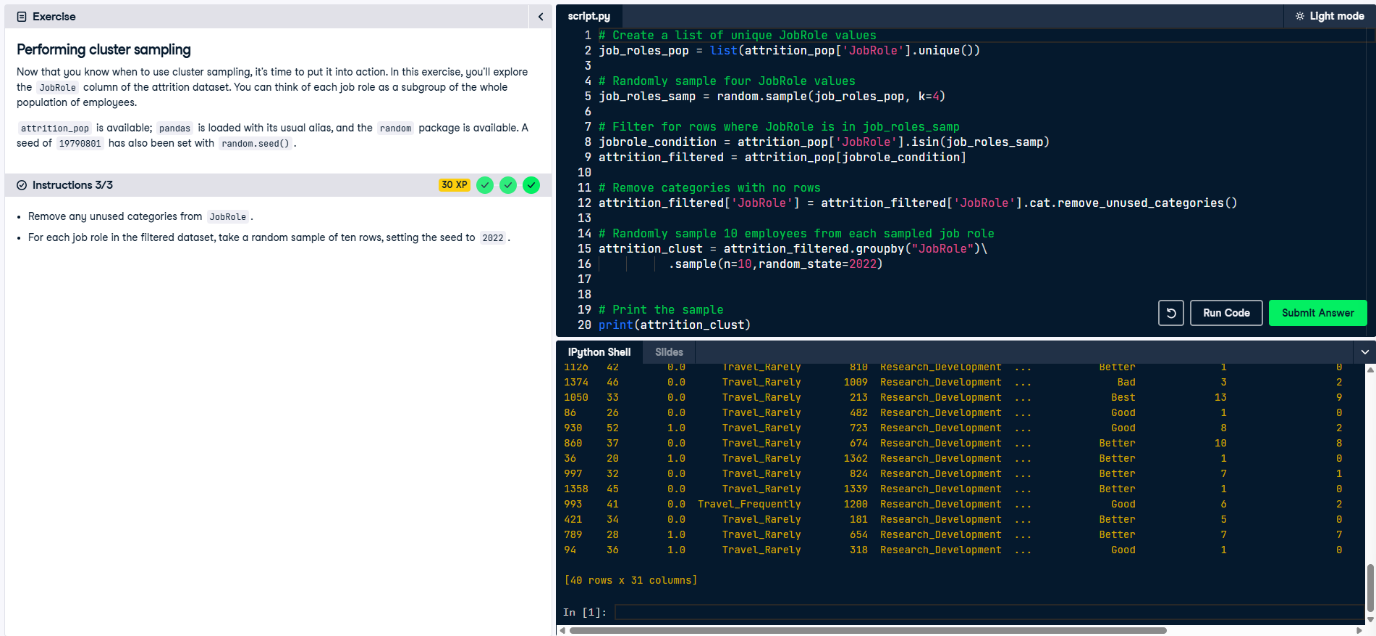 Exercise
Performing cluster sampling
Now that you know when to use cluster sampling, it's time to put it into action. In this exercise, you'll explore
the JobRole column of the attrition dataset. You can think of each job role as a subgroup of the whole
population of employees.
attrition_pop is available; pandas is loaded with its usual alias, and the random package is available. A
seed of 19790801 has also been set with random.seed() .
Instructions 3/3
30 XP
• Remove any unused categories from JobRole .
• For each job role in the filtered dataset, take a random sample of ten rows, setting the seed to 2022 .
script.py
Light mode
1 # Create a list of unique JobRole values
2 job_roles_pop = list(attrition_pop['JobRole'].unique())
3
4 # Randomly sample four JobRole values
5 job_roles_samp = random.sample(job_roles_pop, k=4)
6
7 # Filter for rows where JobRole is in job_roles_samp
8 jobrole_condition = attrition_pop['JobRole'].isin(job_roles_samp)
9 attrition_filtered = attrition_pop[jobrole_condition]
10
11 # Remove categories with no rows
12 attrition_filtered['JobRole'] = attrition_filtered['JobRole'].cat.remove_unused_categories()
13
14 # Randomly sample 10 employees from each sampled job role
15 attrition_clust = attrition_filtered.groupby("JobRole")\
16 .sample(n=10,random_state=2022)
17
18
19 # Print the sample
20 print(attrition_clust)
Run Code
Submit Answer
IPython Shell
Slides
1126 42 0.0 Travel_Rarely 810 Research_Development ... Better 1 0
1374 46 0.0 Travel_Rarely 1009 Research_Development ... Bad 3 2
1050 33 0.0 Travel_Rarely 213 Research_Development ... Best 13 9
86 26 0.0 Travel_Rarely 482 Research_Development ... Good 1 0
930 52 1.0 Travel_Rarely 723 Research_Development ... Good 8 2
860 37 0.0 Travel_Rarely 674 Research_Development ... Better 10 8
36 20 1.0 Travel_Rarely 1362 Research_Development ... Better 1 0
997 32 0.0 Travel_Rarely 824 Research_Development ... Better 7 1
1358 45 0.0 Travel_Rarely 1339 Research_Development ... Better 1 0
993 41 0.0 Travel_Frequently 1200 Research_Development ... Good 6 2
421 34 0.0 Travel_Rarely 181 Research_Development ... Better 5 0
789 28 1.0 Travel_Rarely 654 Research_Development ... Better 7 7
94 36 1.0 Travel_Rarely 318 Research_Development ... Good 1 0
[40 rows x 31 columns]
In [1]: